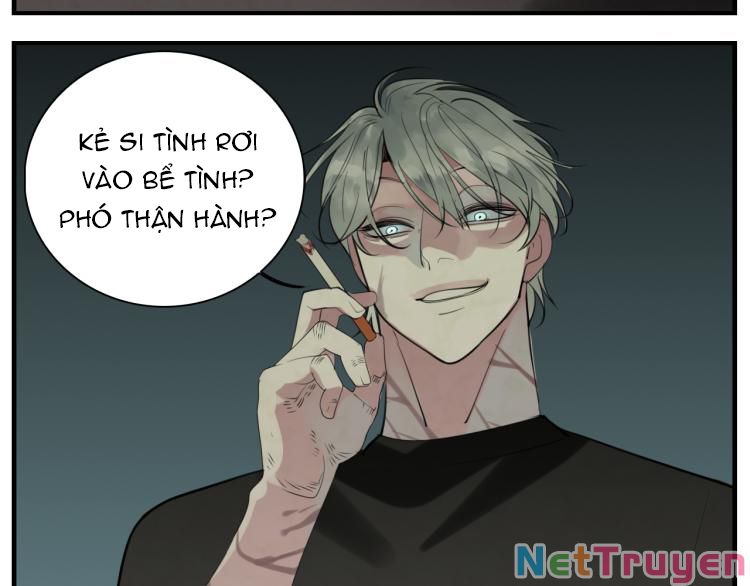 KẺ SI TÌNH RƠI
VÀO BỂ TÌNH?
PHÓ THẬN HÀNH?
NetTruyen